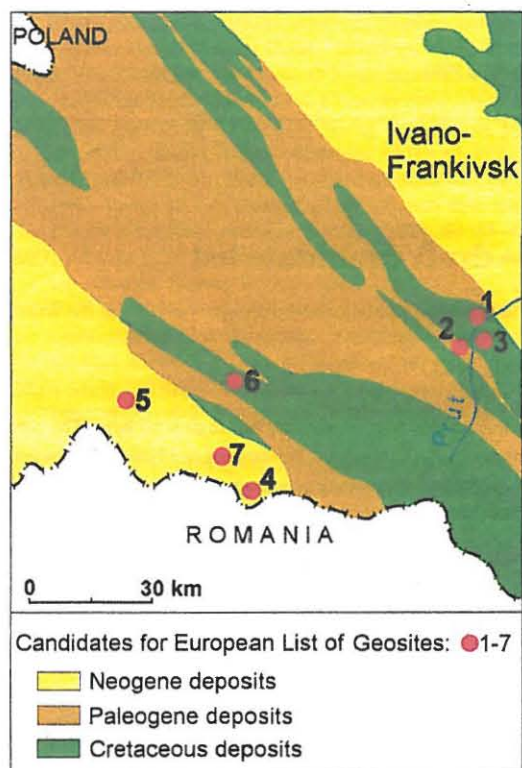 POLAND
Ivano-
Frankivsk
1
2
3
Prut
6
5
7
4
ROMANIA
0 30 km
Candidates for European List of Geosites: 1-7
Neogene deposits
Paleogene deposits
Cretaceous deposits